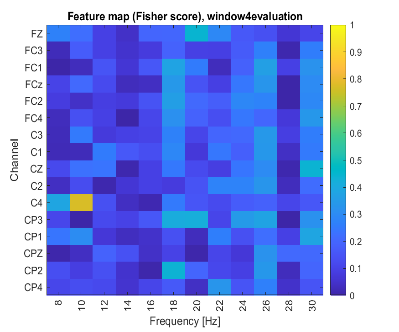 Feature map (Fisher score), window4evaluation
FZ
FC3
FC1
FCz
FC2
FC4
C3
C1
CZ
C2
C4
CP3
CP1
CPZ
CP2
CP4
Channel
8 10 12 14 16 18 20 22 24 26 28 30
Frequency [Hz]
1
0.9
0.8
0.7
0.6
0.5
0.4
0.3
0.2
0.1
0